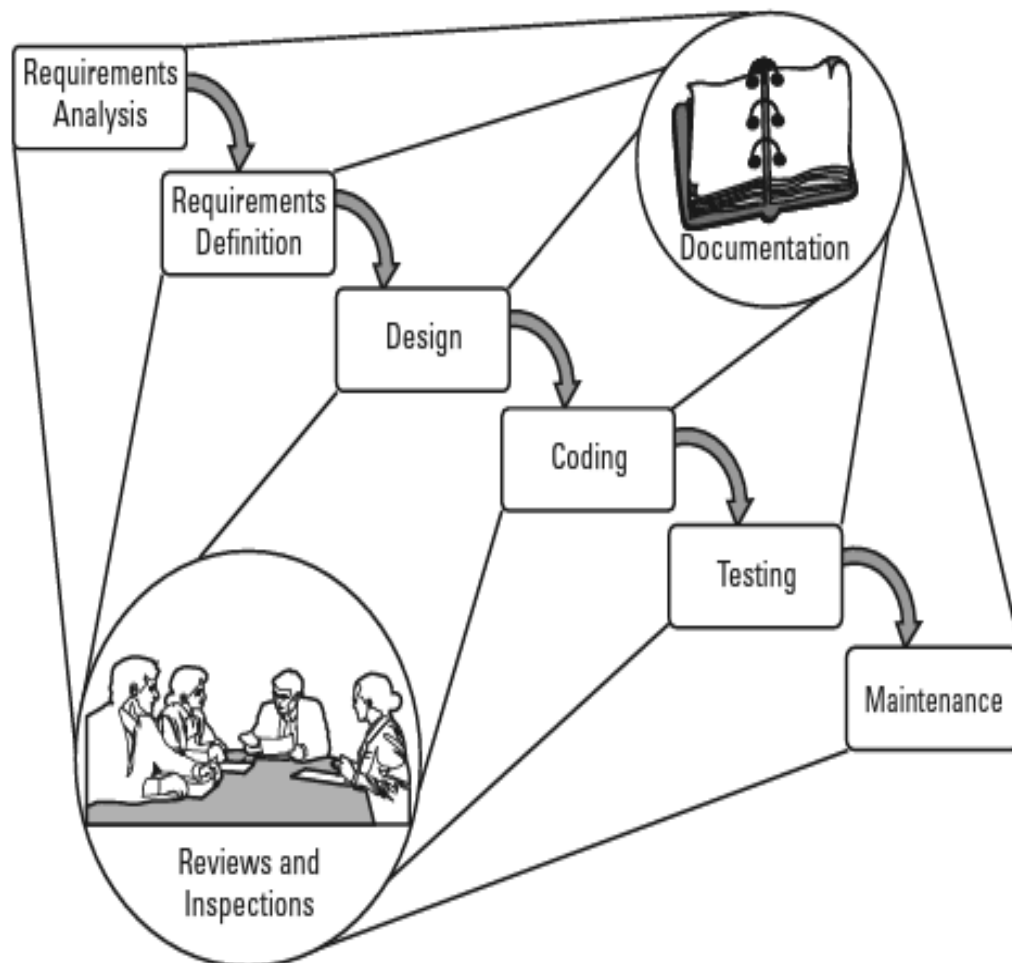 Requirements
Analysis
Requirements
Definition
Documentation
Design
Coding
Testing
Maintenance
Reviews and
Inspections